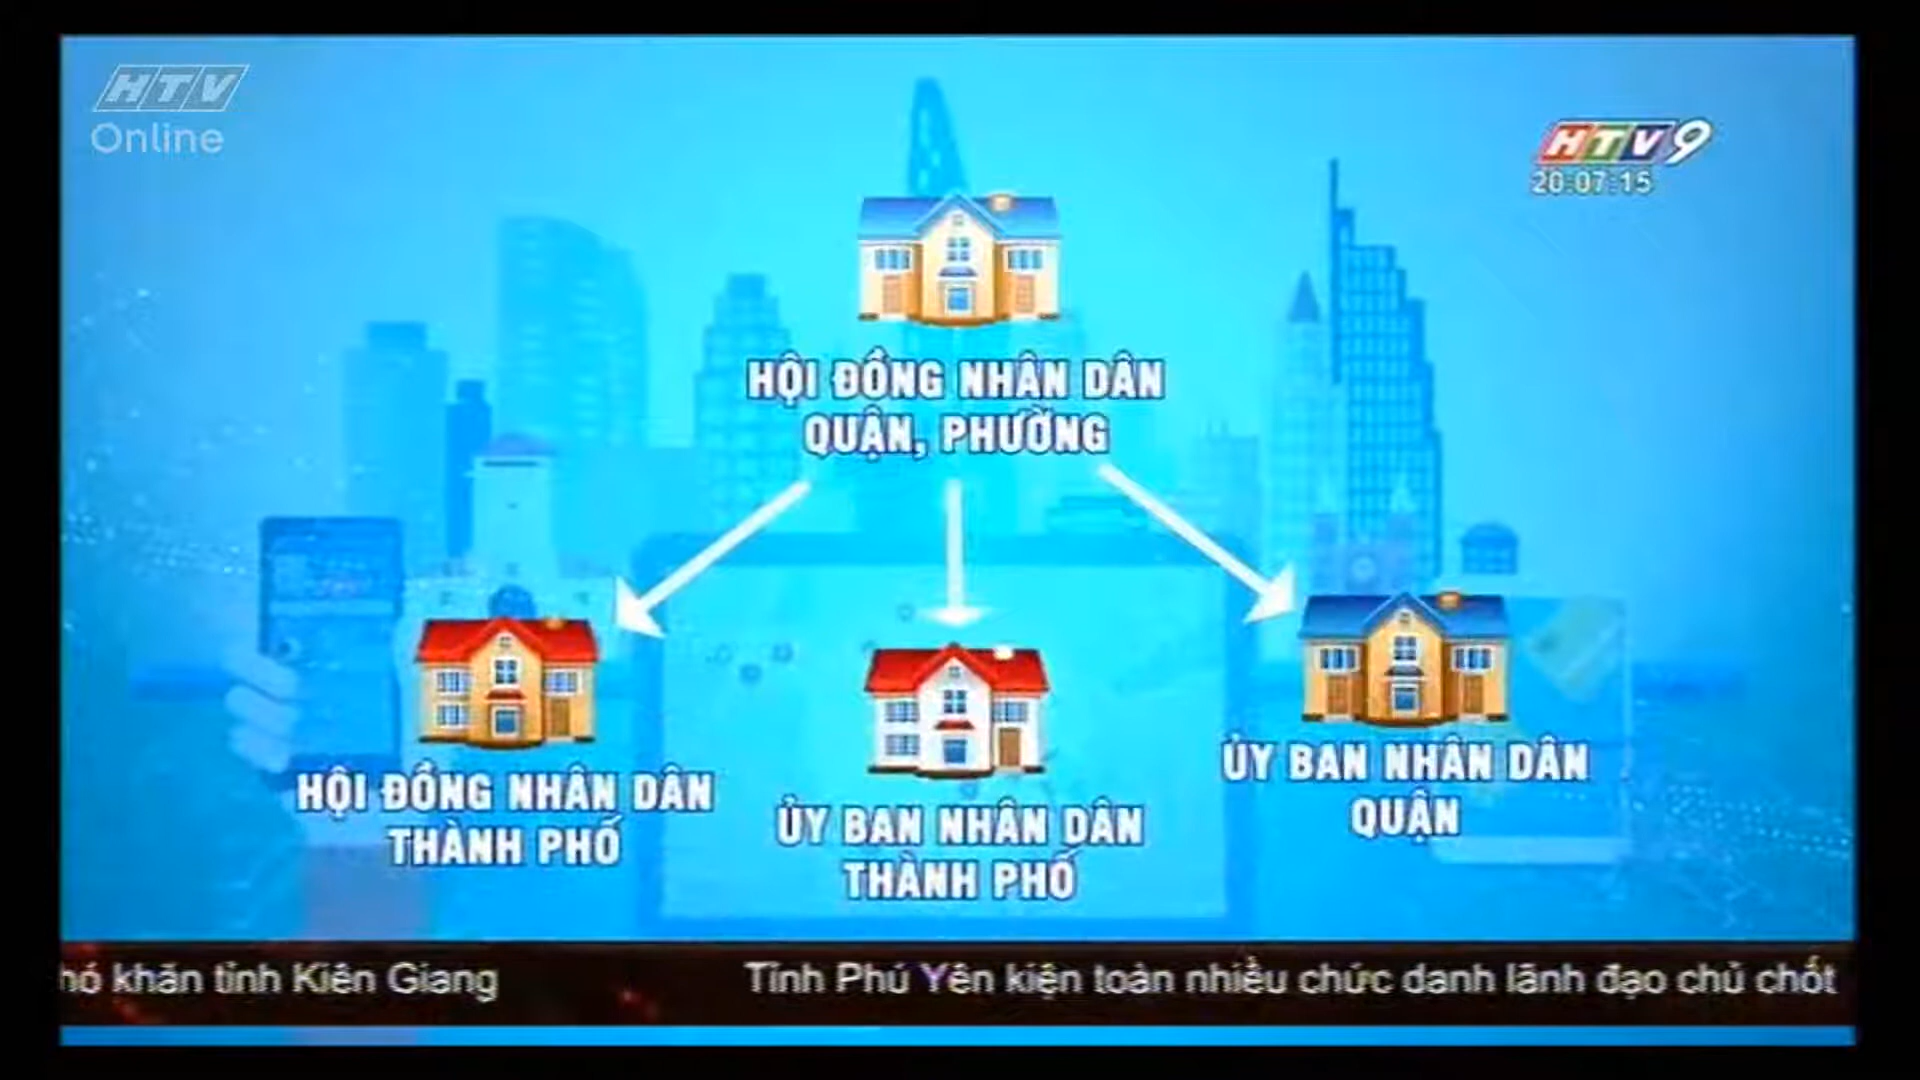 HTV
Online
HTV9
20:07:15
HỘI ĐỒNG NHÂN DÂN
QUẬN, PHƯỜNG
HỘI ĐỒNG NHÂN DÂN
THÀNH PHỐ
ỦY BAN NHÂN DÂN
THÀNH PHỐ
ỦY BAN NHÂN DÂN
QUẬN
hó khăn tỉnh Kiên Giang
Tỉnh Phú Yên kiện toàn nhiều chức danh lãnh đạo chủ chốt